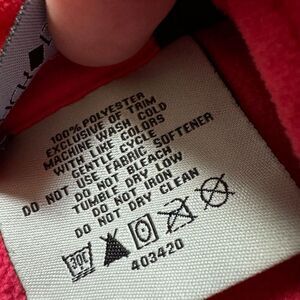 100% POLYESTER
EXCLUSIVE OF TRIM
MACHINE WASH COLD
WITH LIKE COLORS
GENTLE CYCLE
DO NOT USE FABRIC SOFTENER
DO NOT BLEACH
TUMBLE DRY LOW
DO NOT IRON
DO NOT DRY CLEAN
30C
403420